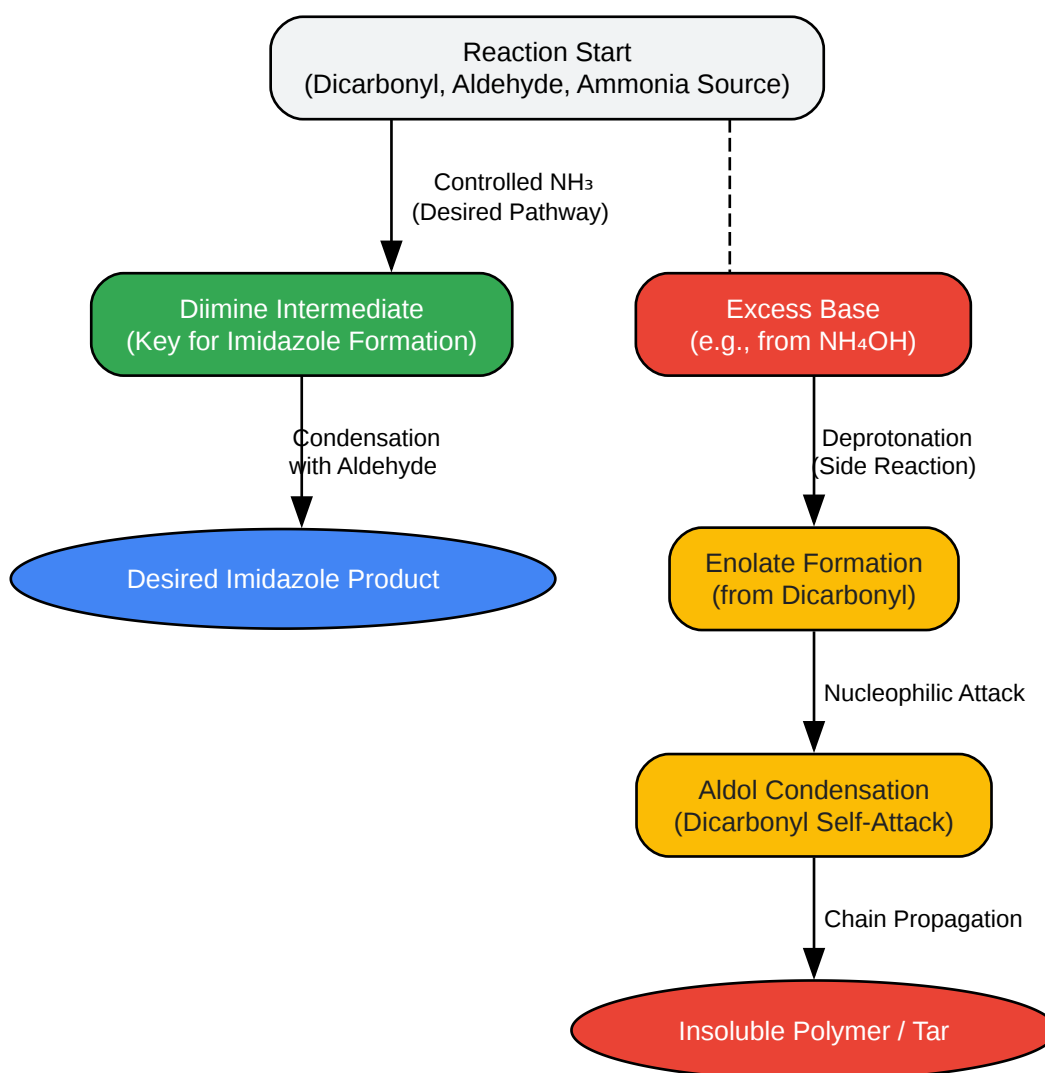 Reaction Start
(Dicarbonyl, Aldehyde, Ammonia Source)
Controlled NH₃
(Desired Pathway)
Diimine Intermediate
(Key for Imidazole Formation)
Excess Base
(e.g., from NH₄OH)
Condensation
with Aldehyde
Deprotonation
(Side Reaction)
Desired Imidazole Product
Enolate Formation
(from Dicarbonyl)
Nucleophilic Attack
Aldol Condensation
(Dicarbonyl Self-Attack)
Chain Propagation
Insoluble Polymer / Tar